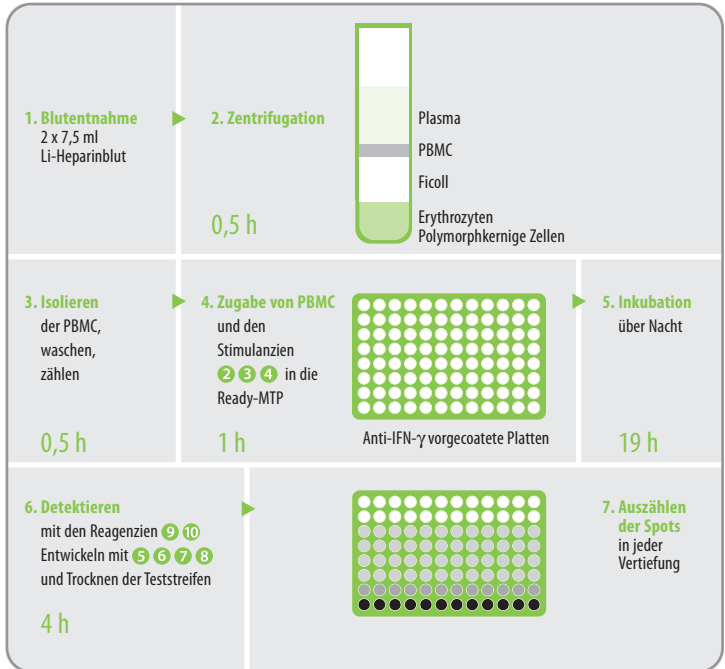 1. Blutentnahme
2 x 7,5 ml
Li-Heparinblut
2. Zentrifugation
0,5 h
Plasma
PBMC
Ficoll
Erythrozyten
Polymorphkernige Zellen
3. Isolieren
der PBMC,
waschen,
zählen
0,5 h
4. Zugabe von PBMC
und den
Stimulanzien
2 3 4 in die
Ready-MTP
1 h
Anti-IFN-γ vorgecoatete Platten
5. Inkubation
über Nacht
19 h
6. Detektieren
mit den Reagenzien 9 10
Entwickeln mit 5 6 7 8
und Trocknen der Teststreifen
4 h
7. Auszählen
der Spots
in jeder
Vertiefung